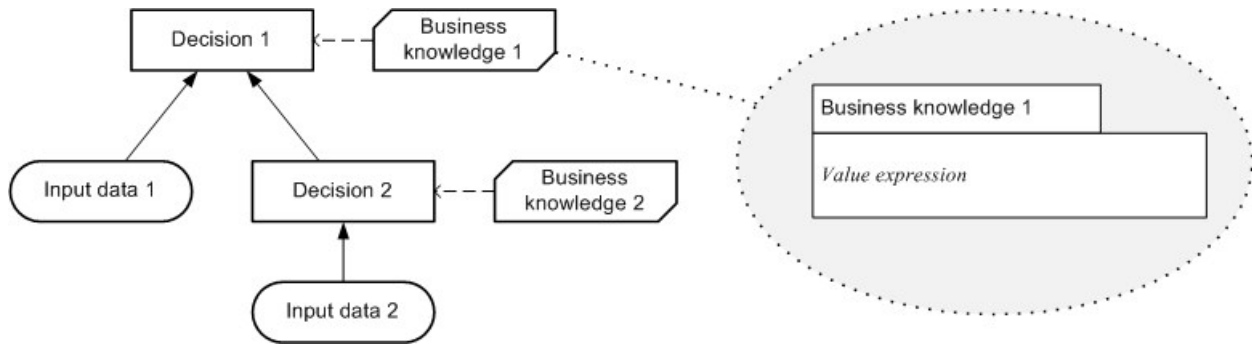 Decision 1
Business
knowledge 1
Input data 1
Decision 2
Business
knowledge 2
Input data 2
Business knowledge 1
Value expression